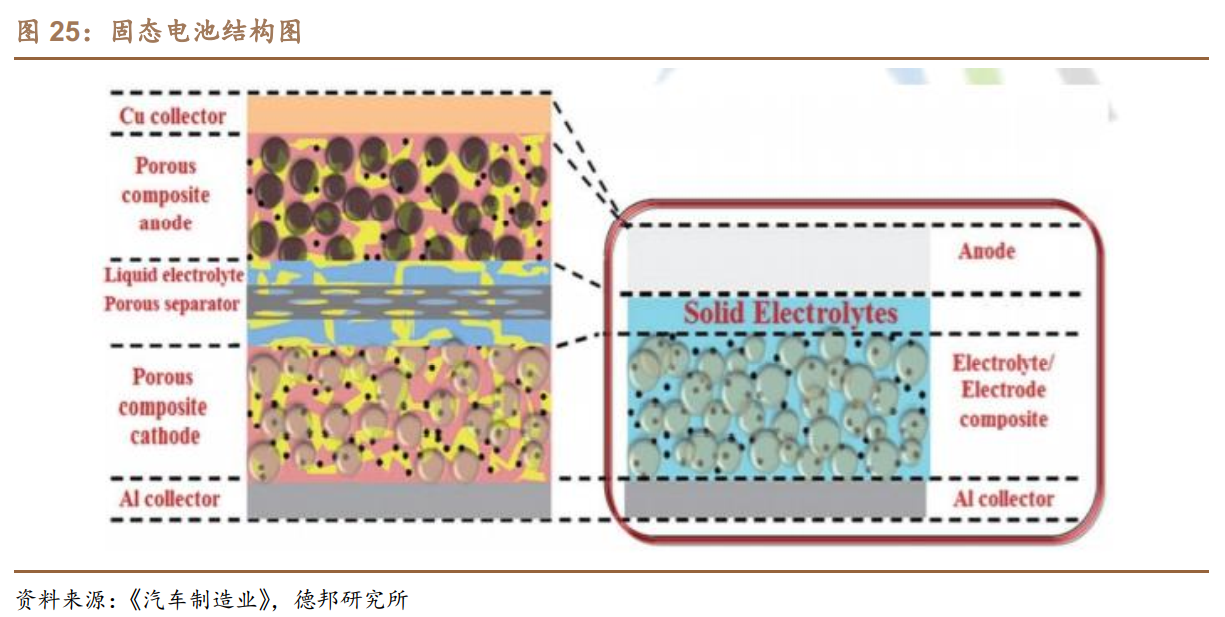 图 25：固态电池结构图
Cu collector
Porous
composite
anode
Liquid electrolyte
Porous separator
Porous
composite
cathode
Al collector
Anode
Solid Electrolytes
Electrolyte/
Electrode
composite
Al collector
资料来源：《汽车制造业》，德邦研究所